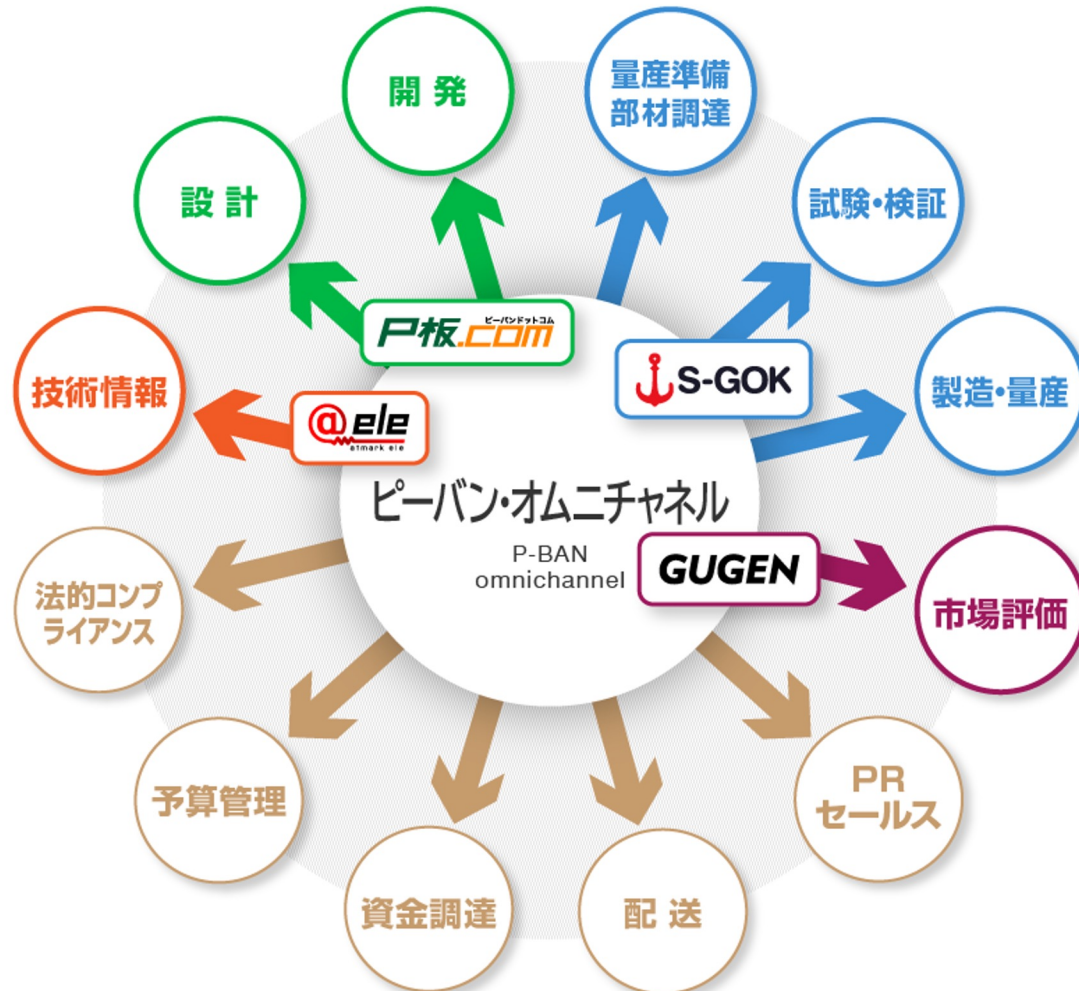 開発
量産準備
部材調達
設計
試験・検証
ピーバンドットコム
P板.com
S-GOK
技術情報
@ele
atmark ele
製造・量産
ピーバン・オムニチャネル
P-BAN
omnichannel
GUGEN
法的コンプ
ライアンス
市場評価
予算管理
PR
セールス
資金調達
配送